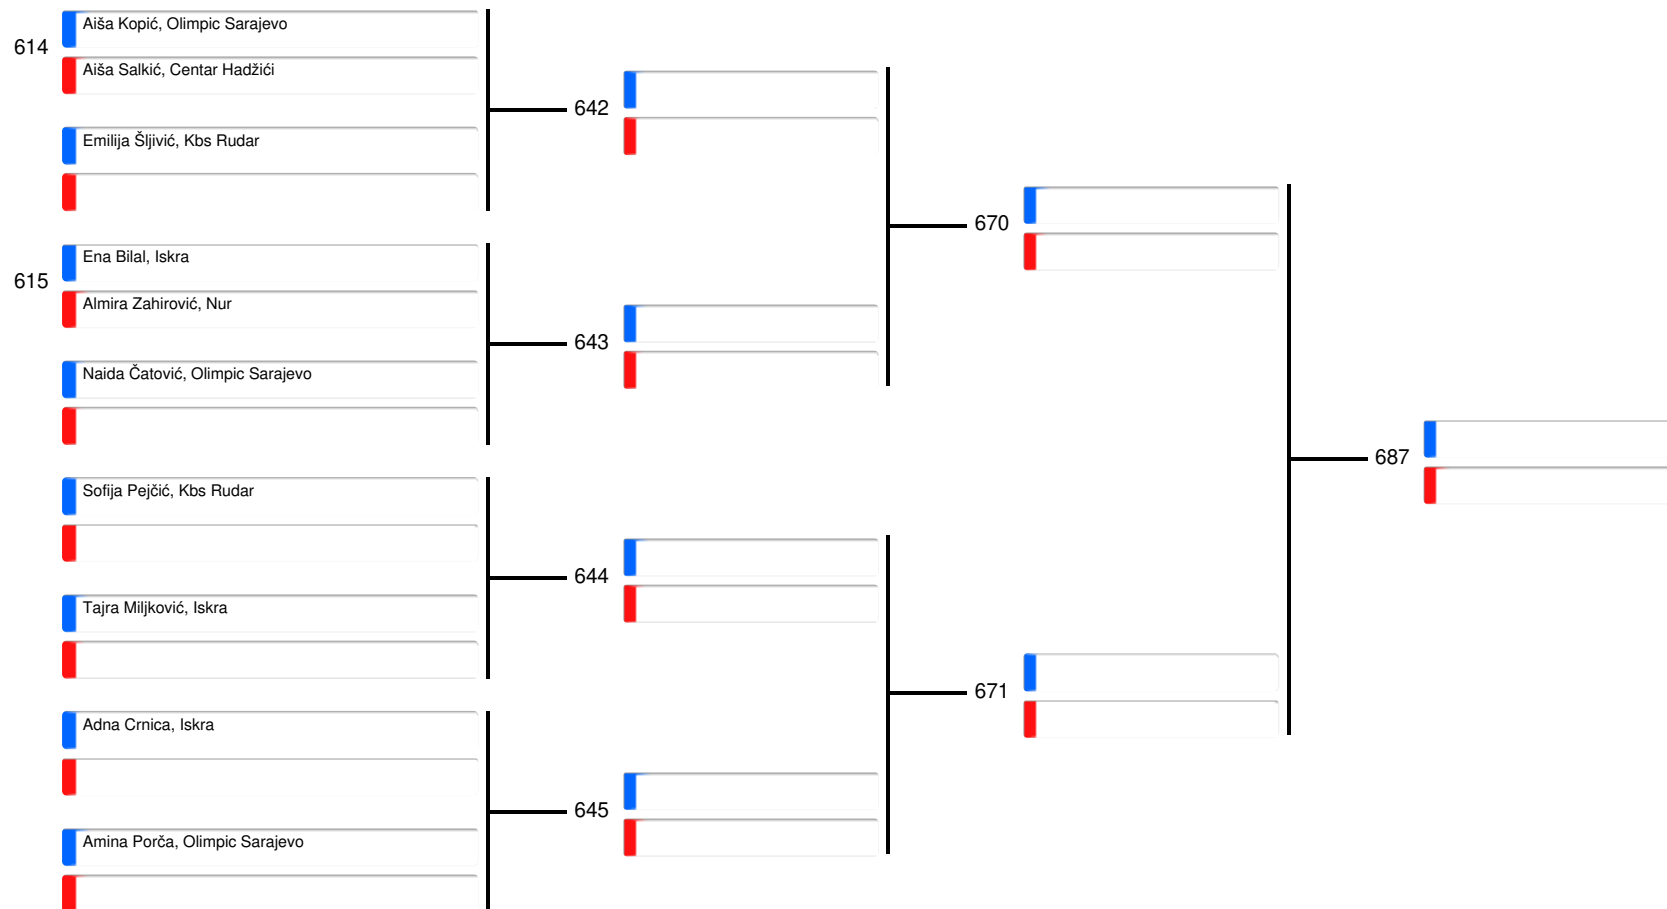 Aiša Kopić, Olimpic Sarajevo
614
Aiša Salkić, Centar Hadžići
642
Emilija Šljivić, Kbs Rudar
670
Ena Bilal, Iskra
615
Almira Zahirović, Nur
643
Naida Čatović, Olimpic Sarajevo
687
Sofija Pejčić, Kbs Rudar
644
Tajra Miljković, Iskra
671
Adna Crnica, Iskra
645
Amina Porča, Olimpic Sarajevo